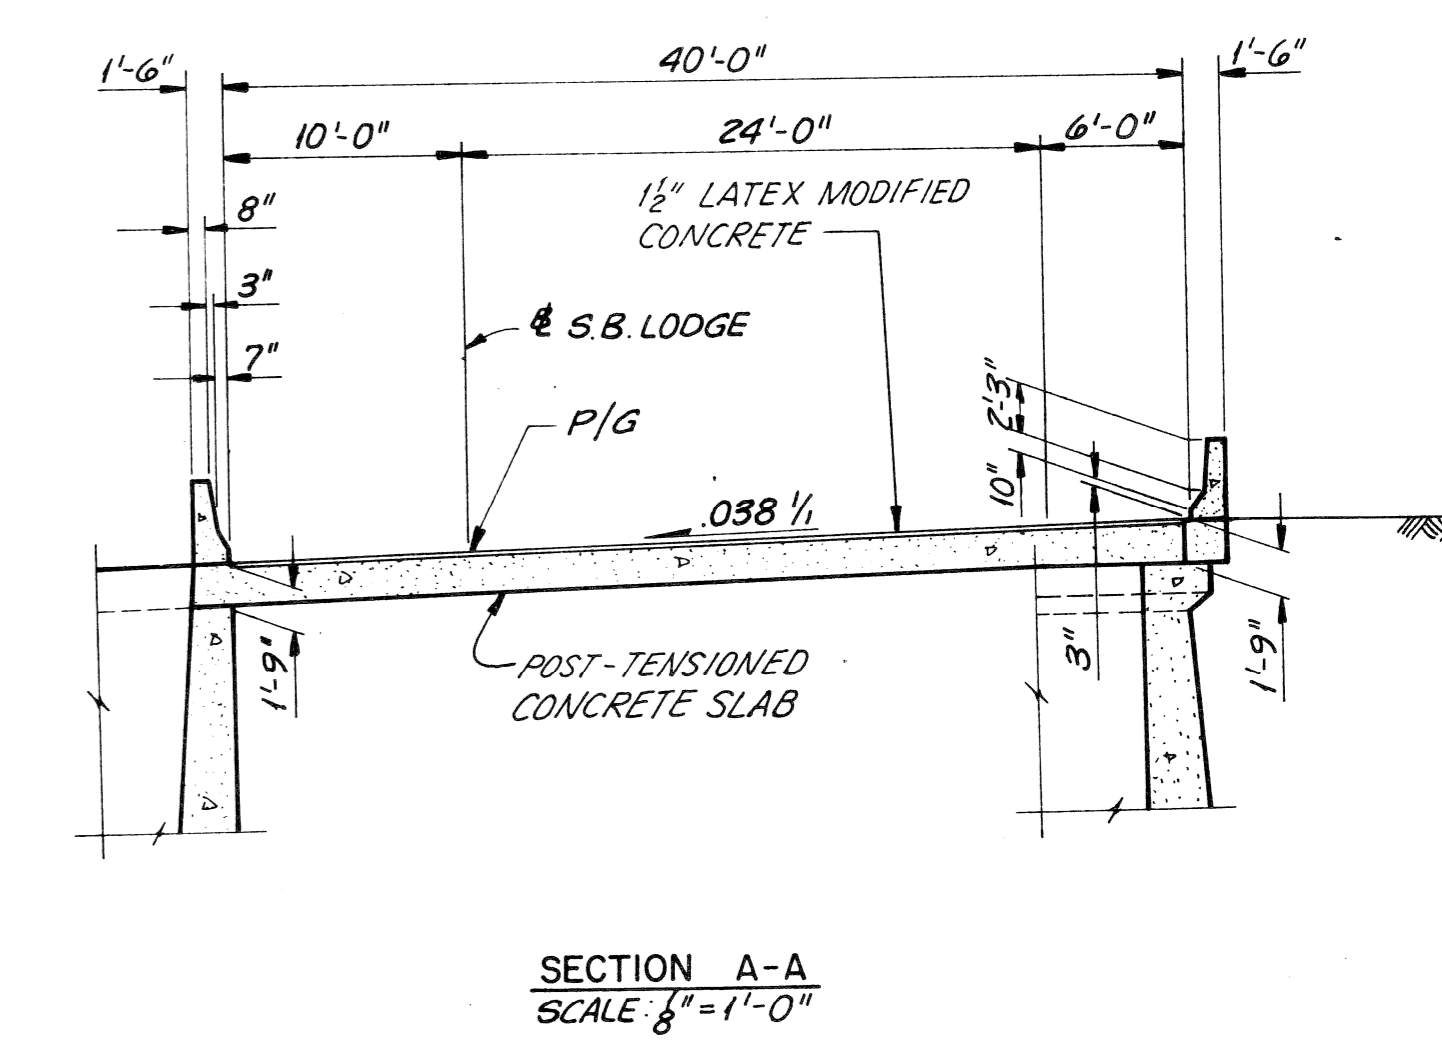 1'-6"
40'-0"
1'-6"
10'-0"
24'-0"
6'-0"
1½" LATEX MODIFIED
CONCRETE
8"
3"
7"
℄ S.B. LODGE
P/G
2'-3"
10"
.038 1/1
3"
1'-9"
1'-9"
POST-TENSIONED
CONCRETE SLAB
SECTION A-A
SCALE: 1/8" = 1'-0"